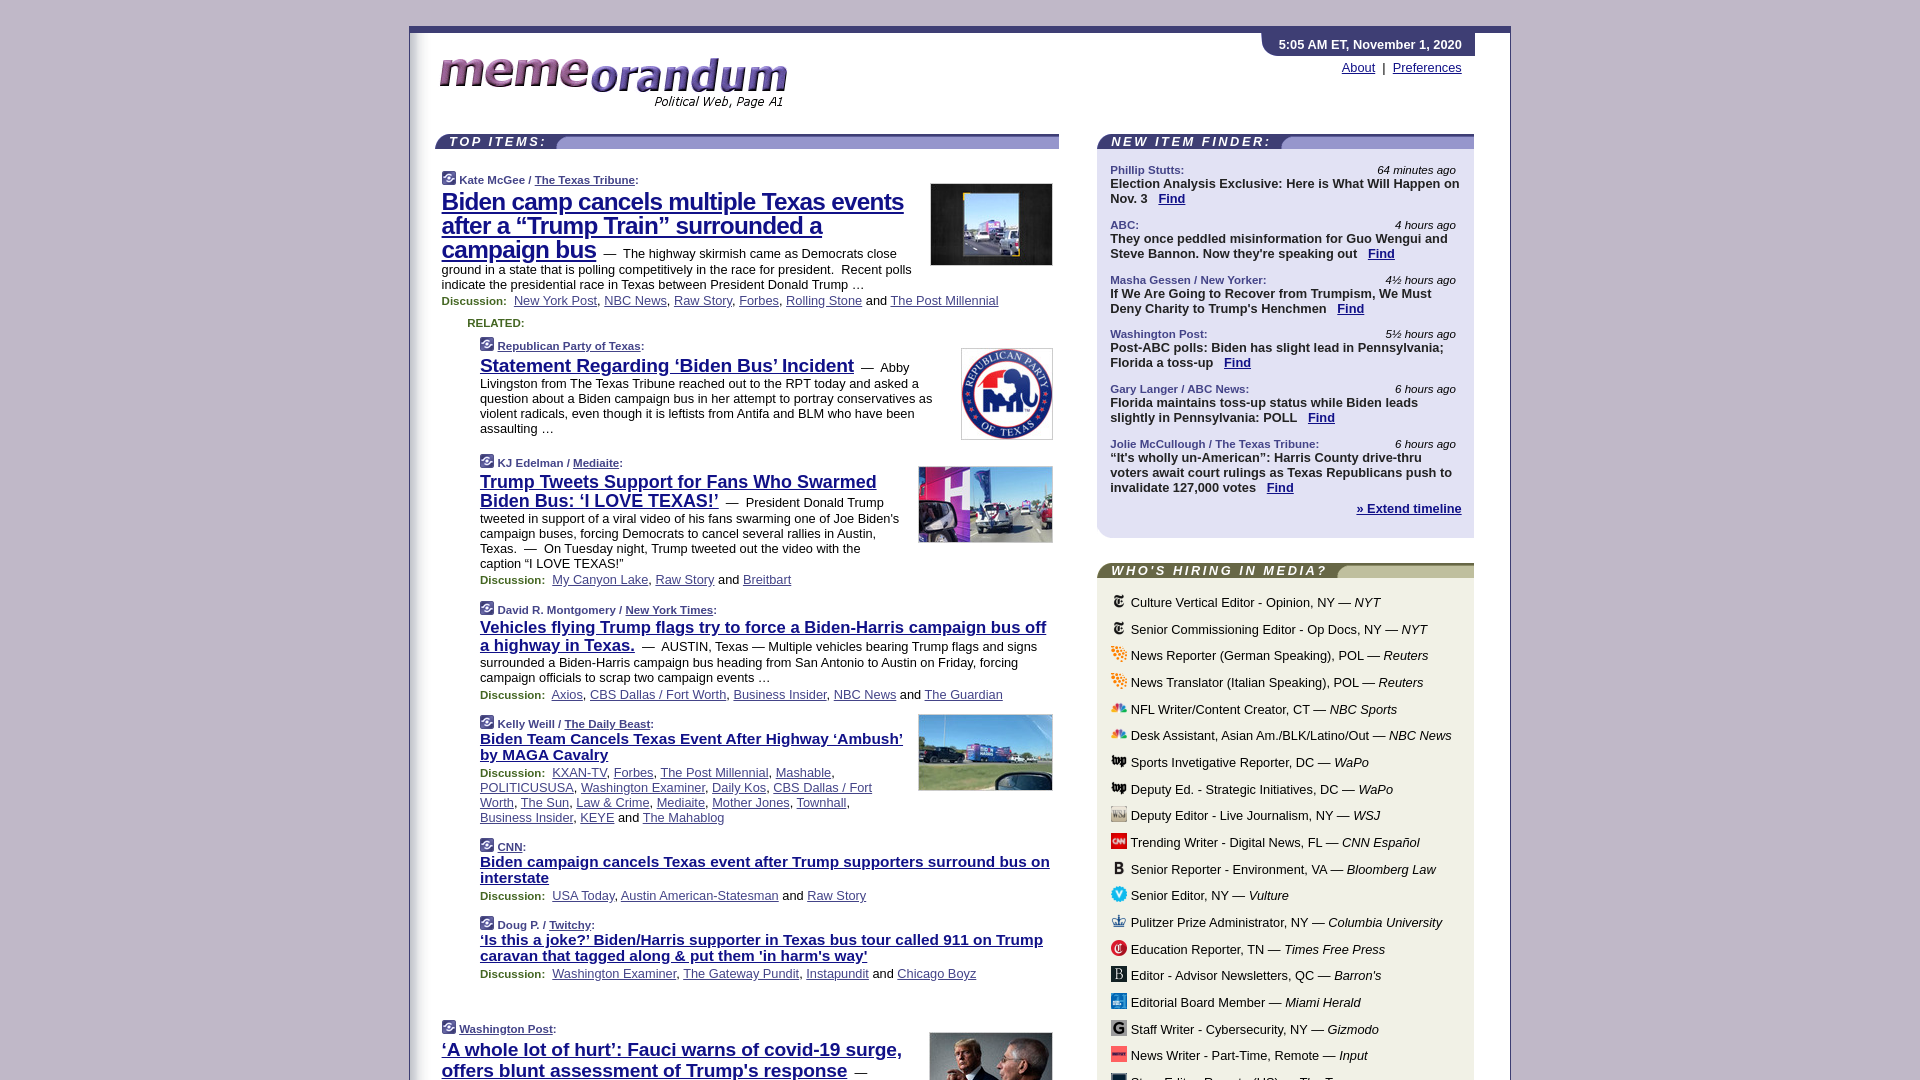 5:05 AM ET, November 1, 2020
memeorandum
Political Web, Page A1
About | Preferences
TOP ITEMS:
Kate McGee / The Texas Tribune:
Biden camp cancels multiple Texas events
after a “Trump Train” surrounded a
campaign bus — The highway skirmish came as Democrats close
ground in a state that is polling competitively in the race for president. Recent polls
indicate the presidential race in Texas between President Donald Trump …
Discussion: New York Post, NBC News, Raw Story, Forbes, Rolling Stone and The Post Millennial
RELATED:
Republican Party of Texas:
Statement Regarding ‘Biden Bus’ Incident — Abby
Livingston from The Texas Tribune reached out to the RPT today and asked a
question about a Biden campaign bus in her attempt to portray conservatives as
violent radicals, even though it is leftists from Antifa and BLM who have been
assaulting …
REPUBLICAN PARTY
OF TEXAS
KJ Edelman / Mediaite:
Trump Tweets Support for Fans Who Swarmed
Biden Bus: ‘I LOVE TEXAS!’ — President Donald Trump
tweeted in support of a viral video of his fans swarming one of Joe Biden's
campaign buses, forcing Democrats to cancel several rallies in Austin,
Texas. — On Tuesday night, Trump tweeted out the video with the
caption “I LOVE TEXAS!”
Discussion: My Canyon Lake, Raw Story and Breitbart
David R. Montgomery / New York Times:
Vehicles flying Trump flags try to force a Biden-Harris campaign bus off
a highway in Texas. — AUSTIN, Texas — Multiple vehicles bearing Trump flags and signs
surrounded a Biden-Harris campaign bus heading from San Antonio to Austin on Friday, forcing
campaign officials to scrap two campaign events …
Discussion: Axios, CBS Dallas / Fort Worth, Business Insider, NBC News and The Guardian
Kelly Weill / The Daily Beast:
Biden Team Cancels Texas Event After Highway ‘Ambush’
by MAGA Cavalry
Discussion: KXAN-TV, Forbes, The Post Millennial, Mashable,
POLITICUSUSA, Washington Examiner, Daily Kos, CBS Dallas / Fort
Worth, The Sun, Law & Crime, Mediaite, Mother Jones, Townhall,
Business Insider, KEYE and The Mahablog
CNN:
Biden campaign cancels Texas event after Trump supporters surround bus on
interstate
Discussion: USA Today, Austin American-Statesman and Raw Story
Doug P. / Twitchy:
‘Is this a joke?’ Biden/Harris supporter in Texas bus tour called 911 on Trump
caravan that tagged along & put them 'in harm's way'
Discussion: Washington Examiner, The Gateway Pundit, Instapundit and Chicago Boyz
Washington Post:
‘A whole lot of hurt’: Fauci warns of covid-19 surge,
offers blunt assessment of Trump's response —
NEW ITEM FINDER:
Phillip Stutts: 64 minutes ago
Election Analysis Exclusive: Here is What Will Happen on
Nov. 3 Find
ABC: 4 hours ago
They once peddled misinformation for Guo Wengui and
Steve Bannon. Now they're speaking out Find
Masha Gessen / New Yorker: 4½ hours ago
If We Are Going to Recover from Trumpism, We Must
Deny Charity to Trump's Henchmen Find
Washington Post: 5½ hours ago
Post-ABC polls: Biden has slight lead in Pennsylvania;
Florida a toss-up Find
Gary Langer / ABC News: 6 hours ago
Florida maintains toss-up status while Biden leads
slightly in Pennsylvania: POLL Find
Jolie McCullough / The Texas Tribune: 6 hours ago
“It's wholly un-American”: Harris County drive-thru
voters await court rulings as Texas Republicans push to
invalidate 127,000 votes Find
» Extend timeline
WHO'S HIRING IN MEDIA?
Culture Vertical Editor - Opinion, NY — NYT
Senior Commissioning Editor - Op Docs, NY — NYT
News Reporter (German Speaking), POL — Reuters
News Translator (Italian Speaking), POL — Reuters
NFL Writer/Content Creator, CT — NBC Sports
Desk Assistant, Asian Am./BLK/Latino/Out — NBC News
Sports Invetigative Reporter, DC — WaPo
Deputy Ed. - Strategic Initiatives, DC — WaPo
Deputy Editor - Live Journalism, NY — WSJ
Trending Writer - Digital News, FL — CNN Español
Senior Reporter - Environment, VA — Bloomberg Law
Senior Editor, NY — Vulture
Pulitzer Prize Administrator, NY — Columbia University
Education Reporter, TN — Times Free Press
Editor - Advisor Newsletters, QC — Barron's
Editorial Board Member — Miami Herald
Staff Writer - Cybersecurity, NY — Gizmodo
News Writer - Part-Time, Remote — Input